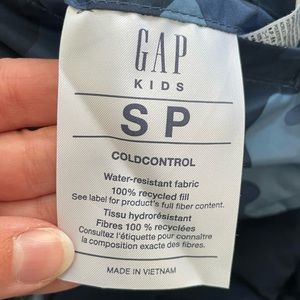 GAP
KIDS
S P
COLDCONTROL
Water-resistant fabric
100% recycled fill
See label for product's full fiber content.
Tissu hydrorésistant
Fibres 100 % recyclées
Consultez l'étiquette pour connaître
la composition exacte des fibres.
MADE IN VIETNAM